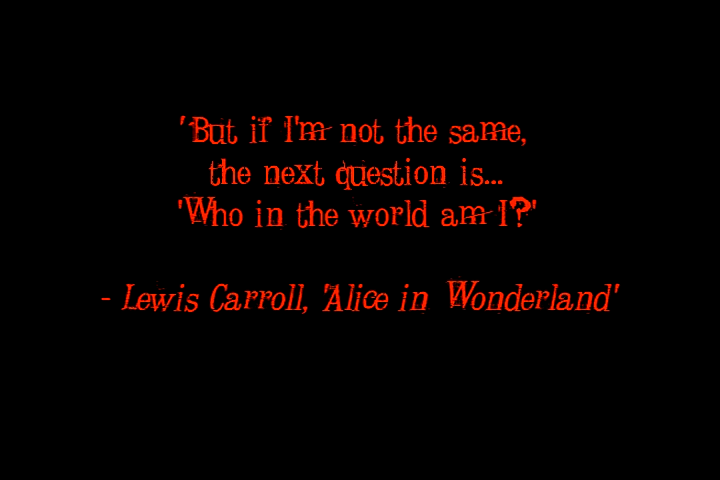 'But if I'm not the same,
the next question is...
'Who in the world am I?'
- Lewis Carroll, 'Alice in Wonderland'